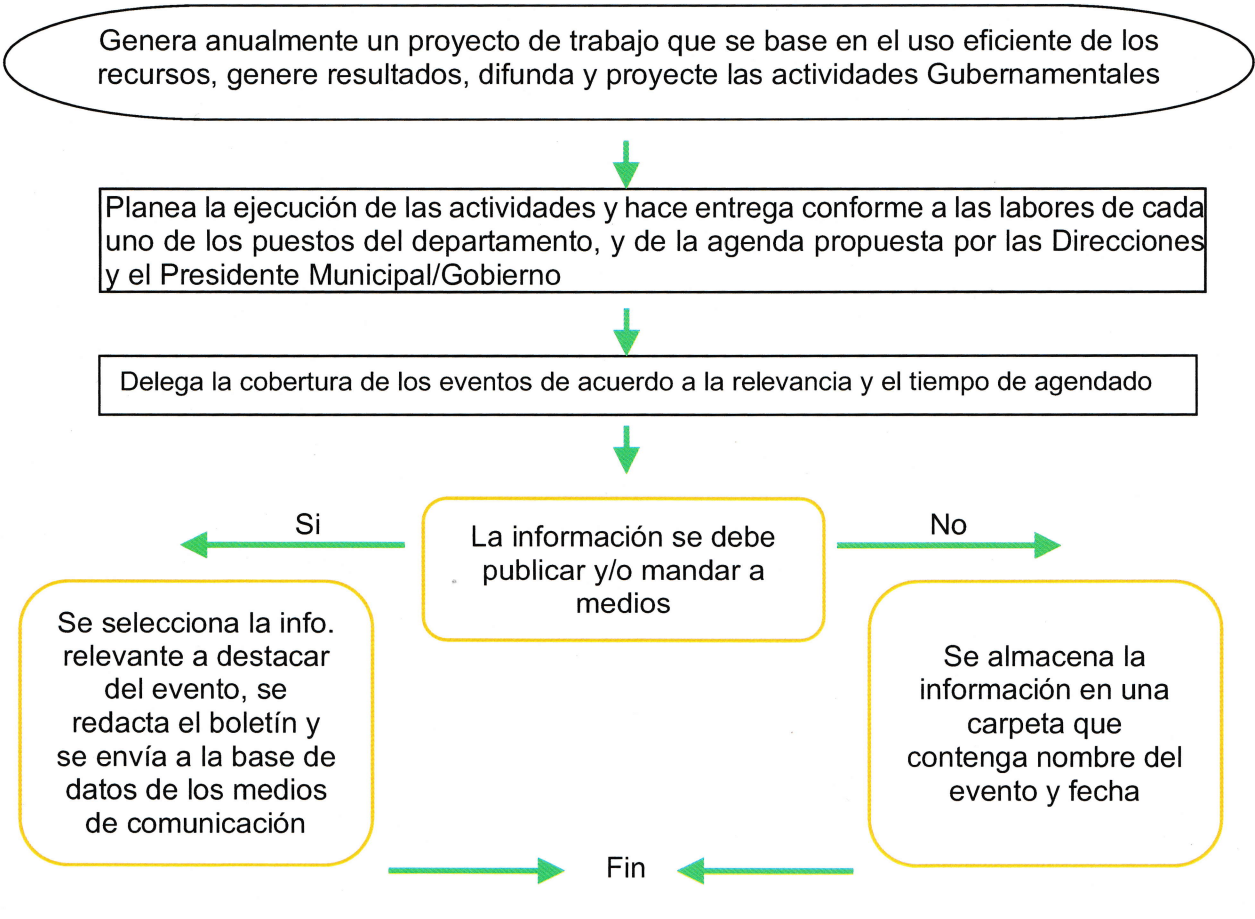 Genera anualmente un proyecto de trabajo que se base en el uso eficiente de los
recursos, genere resultados, difunda y proyecte las actividades Gubernamentales
Planea la ejecución de las actividades y hace entrega conforme a las labores de cada
uno de los puestos del departamento, y de la agenda propuesta por las Direcciones
y el Presidente Municipal/Gobierno
Delega la cobertura de los eventos de acuerdo a la relevancia y el tiempo de agendado
La información se debe
publicar y/o mandar a
medios
Si
No
Se selecciona la info.
relevante a destacar
del evento, se
redacta el boletín y
se envía a la base de
datos de los medios
de comunicación
Se almacena la
información en una
carpeta que
contenga nombre del
evento y fecha
Fin